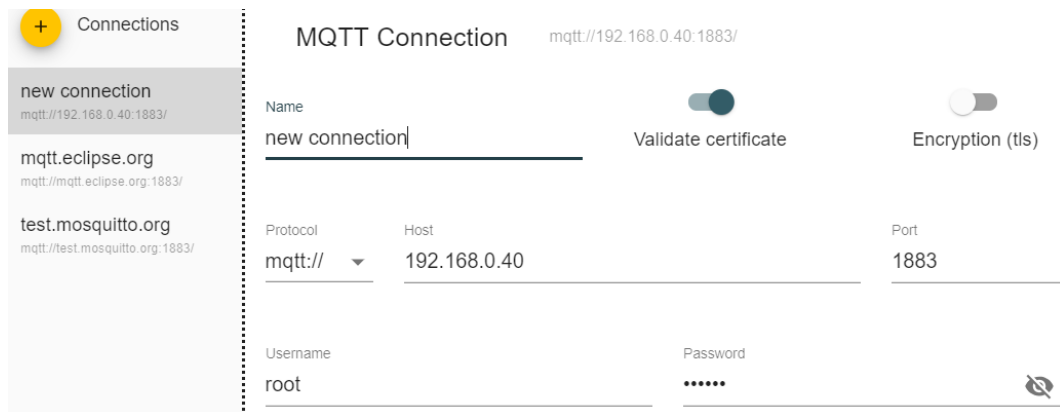 + Connections
new connection
mqtt://192.168.0.40:1883/
mqtt.eclipse.org
mqtt://mqtt.eclipse.org:1883/
test.mosquitto.org
mqtt://test.mosquitto.org:1883/
MQTT Connection mqtt://192.168.0.40:1883/
Name
new connection
Validate certificate
Encryption (tls)
Protocol Host Port
mqtt:// 192.168.0.40 1883
Username Password
root ••••••